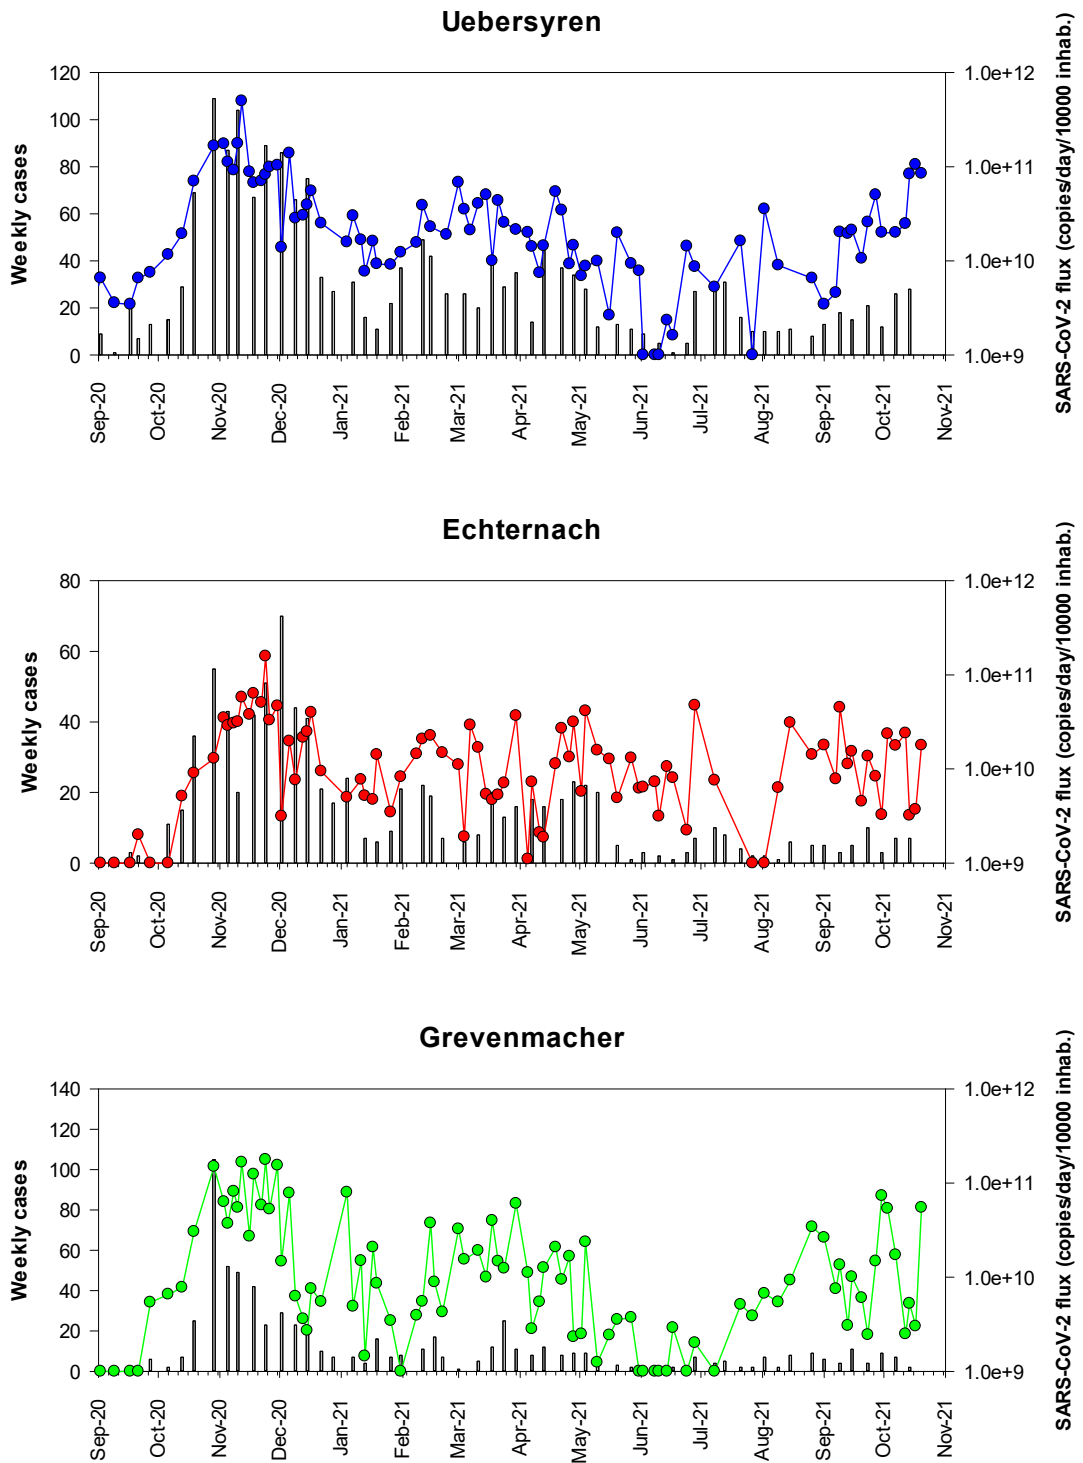 Uebersyren
Weekly cases
120
100
80
60
40
20
0
1.0e+12
1.0e+11
1.0e+10
1.0e+9
SARS-CoV-2 flux (copies/day/10000 inhab.)
Sep-20
Oct-20
Nov-20
Dec-20
Jan-21
Feb-21
Mar-21
Apr-21
May-21
Jun-21
Jul-21
Aug-21
Sep-21
Oct-21
Nov-21
Echternach
Weekly cases
80
60
40
20
0
1.0e+12
1.0e+11
1.0e+10
1.0e+9
SARS-CoV-2 flux (copies/day/10000 inhab.)
Sep-20
Oct-20
Nov-20
Dec-20
Jan-21
Feb-21
Mar-21
Apr-21
May-21
Jun-21
Jul-21
Aug-21
Sep-21
Oct-21
Nov-21
Grevenmacher
Weekly cases
140
120
100
80
60
40
20
0
1.0e+12
1.0e+11
1.0e+10
1.0e+9
SARS-CoV-2 flux (copies/day/10000 inhab.)
Sep-20
Oct-20
Nov-20
Dec-20
Jan-21
Feb-21
Mar-21
Apr-21
May-21
Jun-21
Jul-21
Aug-21
Sep-21
Oct-21
Nov-21